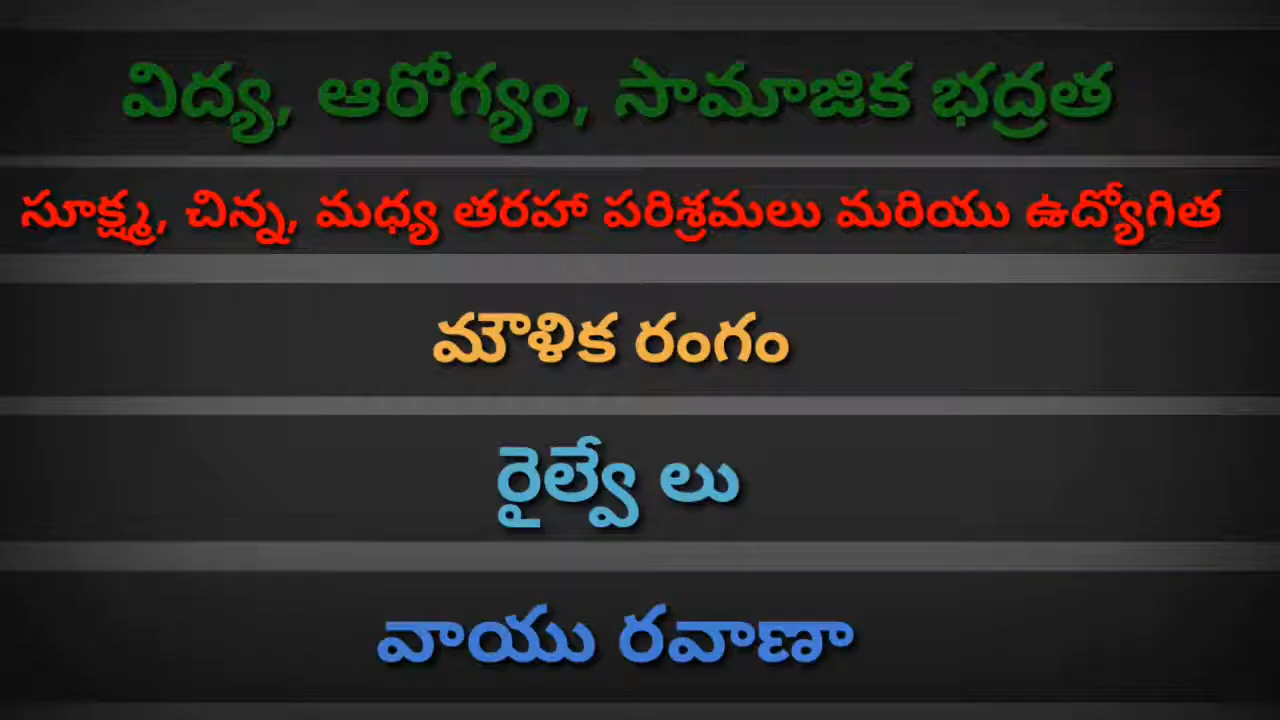 విద్య, ఆరోగ్యం, సామాజిక భద్రత
సూక్ష్మ, చిన్న, మధ్య తరహా పరిశ్రమలు మరియు ఉద్యోగిత
మౌళిక రంగం
రైల్వే లు
వాయు రవాణా